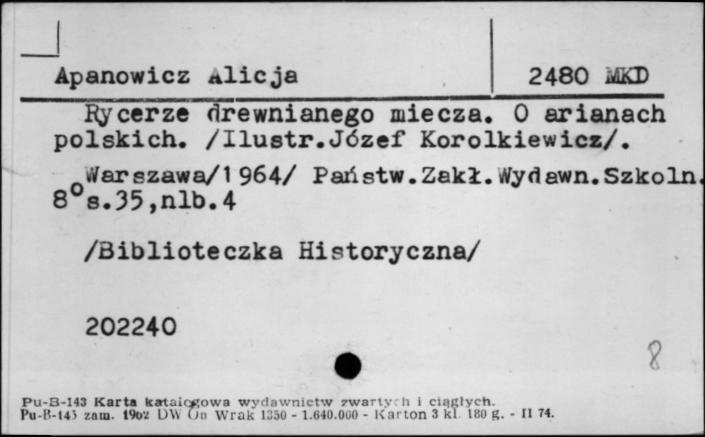 Apanowicz Alicja 2480 MKD
Rycerze drewnianego miecza. O arianach
polskich. /Ilustr.Józef Korolkiewicz/.
Warszawa/1964/ Państw.Zakł.Wydawn.Szkoln.
8° s.35,nlb.4
/Biblioteczka Historyczna/
202240
8
Pu-B-143 Karta katalogowa wydawnictw zwartych i ciągłych.
Pu-B-143 zam. 1962 DW Oп Wrak 1350 - 1.640.000 - Karton 3 kl. 180 g. - II 74.